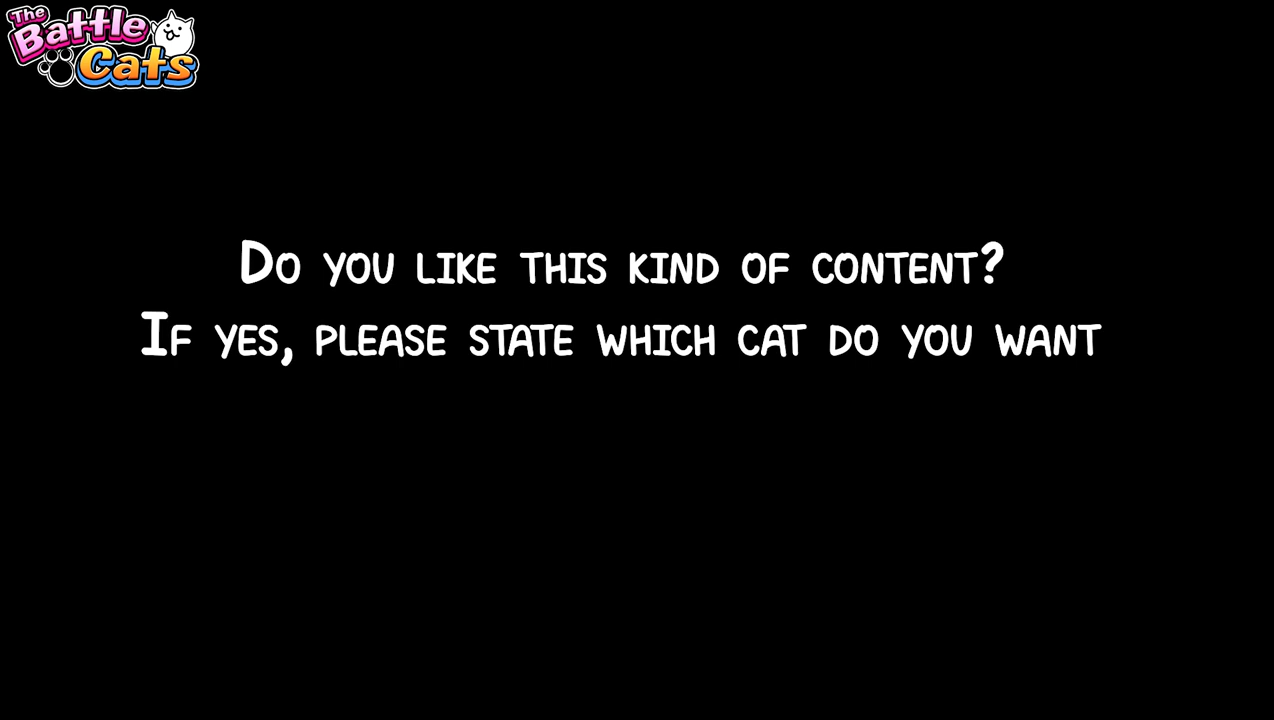 The
Battle
Cats
Do you like this kind of content?
If yes, please state which cat do you want